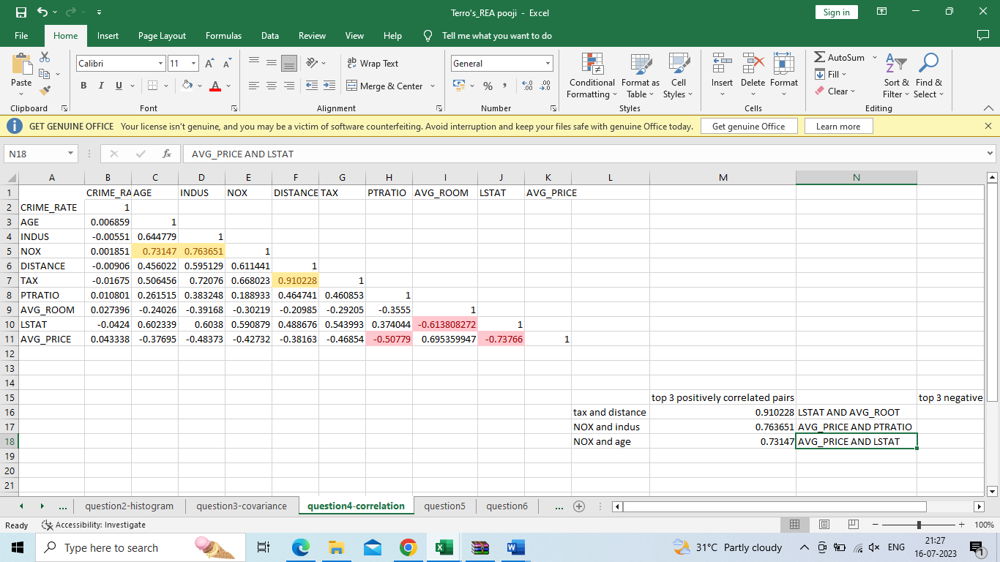 Terro's_REA pooji - Excel
Sign in
File Home Insert Page Layout Formulas Data Review View Help Tell me what you want to do
Paste
Clipboard
Calibri 11
B I U
Font
Wrap Text
Merge & Center
Alignment
General
Number
Conditional Formatting
Format as Table
Cell Styles
Styles
Insert Delete Format
Cells
AutoSum
Fill
Clear
Sort & Filter
Find & Select
Editing
GET GENUINE OFFICE Your license isn't genuine, and you may be a victim of software counterfeiting. Avoid interruption and keep your files safe with genuine Office today. Get genuine Office Learn more
N18 fx AVG_PRICE AND LSTAT
A B C D E F G H I J K L M N
1 CRIME_RA AGE INDUS NOX DISTANCE TAX PTRATIO AVG_ROOM LSTAT AVG_PRICE
2 CRIME_RATE 1
3 AGE 0.006859 1
4 INDUS -0.00551 0.644779 1
5 NOX 0.001851 0.73147 0.763651 1
6 DISTANCE -0.00906 0.456022 0.595129 0.611441 1
7 TAX -0.01675 0.506456 0.72076 0.668023 0.910228 1
8 PTRATIO 0.010801 0.261515 0.383248 0.188933 0.464741 0.460853 1
9 AVG_ROOM 0.027396 -0.24026 -0.39168 -0.30219 -0.20985 -0.29205 -0.3555 1
10 LSTAT -0.0424 0.602339 0.6038 0.590879 0.488676 0.543993 0.374044 -0.613808272 1
11 AVG_PRICE 0.043338 -0.37695 -0.48373 -0.42732 -0.38163 -0.46854 -0.50779 0.695359947 -0.73766 1
12
13
14
15 top 3 positively correlated pairs top 3 negative
16 tax and distance 0.910228 LSTAT AND AVG_ROOT
17 NOX and indus 0.763651 AVG_PRICE AND PTRATIO
18 NOX and age 0.73147 AVG_PRICE AND LSTAT
19
20
21
... question2-histogram question3-covariance question4-correlation question5 question6 ...
Ready Accessibility: Investigate 100%
Type here to search 31°C Partly cloudy ENG 21:27
16-07-2023 1